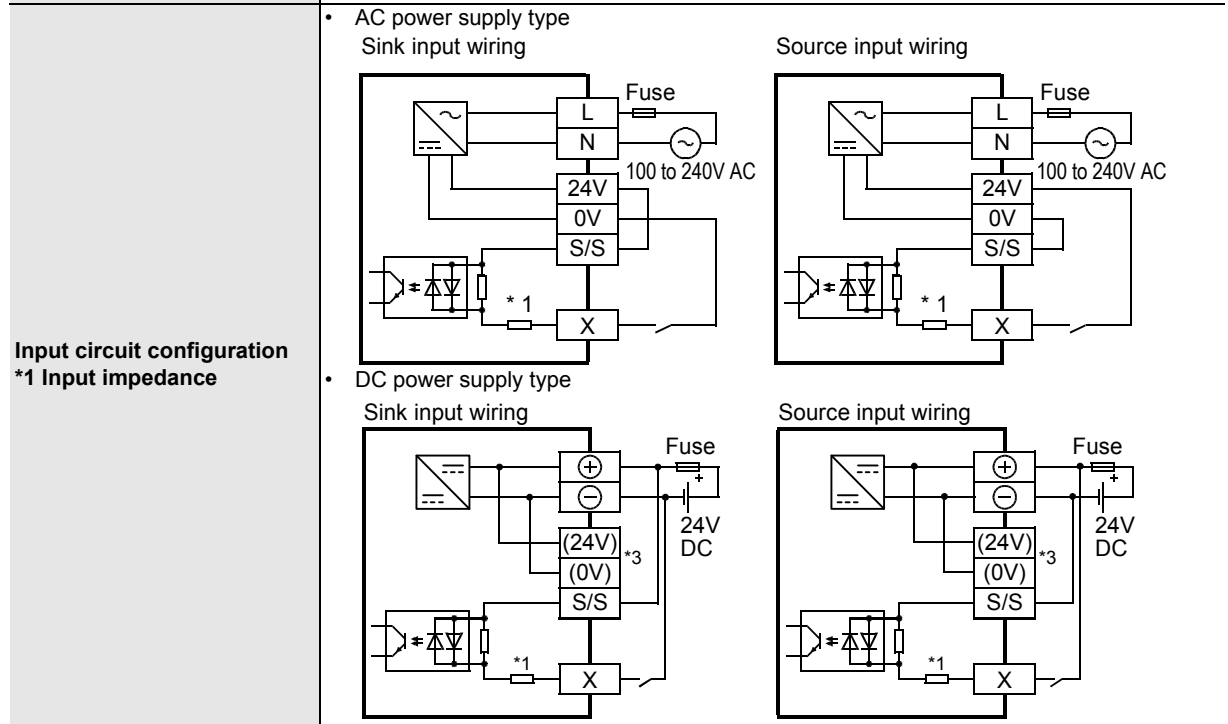 Input circuit configuration
*1 Input impedance
• AC power supply type
Sink input wiring
Fuse
L
N
100 to 240V AC
24V
0V
S/S
* 1
X
Source input wiring
Fuse
L
N
100 to 240V AC
24V
0V
S/S
* 1
X
• DC power supply type
Sink input wiring
Fuse
+
+
−
24V
DC
(24V)
*3
(0V)
S/S
*1
X
Source input wiring
Fuse
+
+
−
24V
DC
(24V)
*3
(0V)
S/S
*1
X